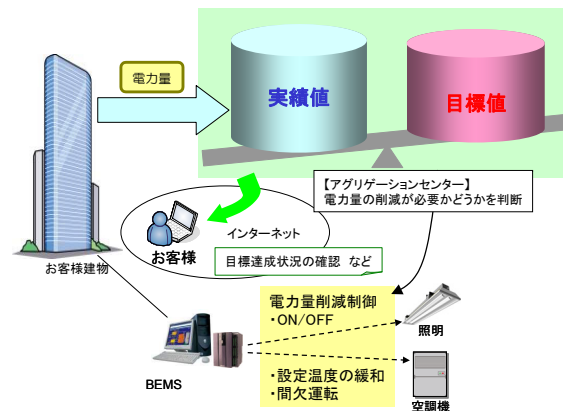 電力量
実績値
目標値
【アグリゲーションセンター】
電力量の削減が必要かどうかを判断
インターネット
お客様
目標達成状況の確認 など
お客様建物
電力量削減制御
・ON/OFF
照明
BEMS
・設定温度の緩和
・間欠運転
空調機